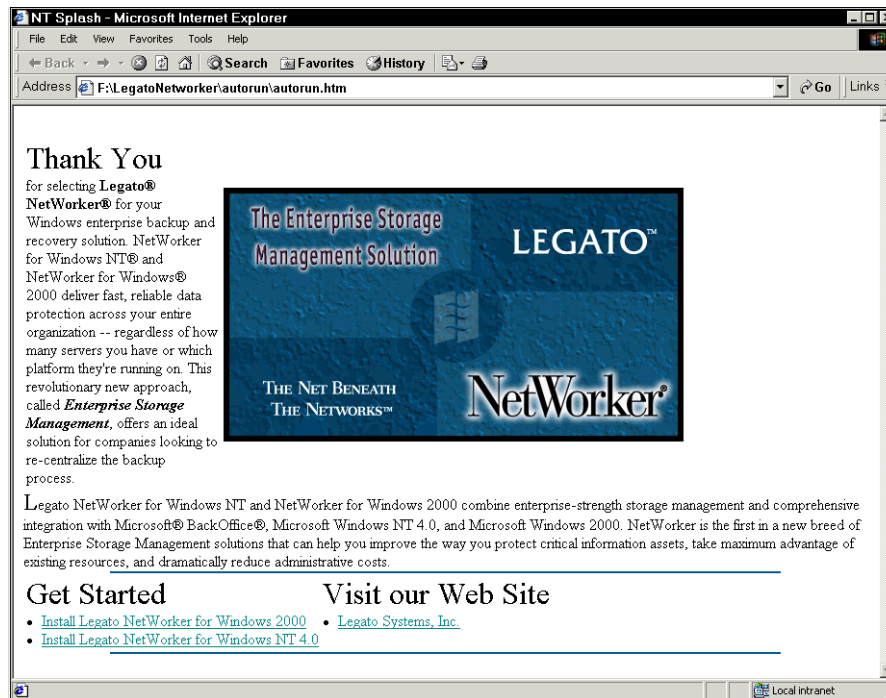 NT Splash - Microsoft Internet Explorer
File Edit View Favorites Tools Help
Back Search Favorites History
Address F:\LegatoNetworker\autorun\autorun.htm Go Links
Thank You
for selecting Legato®
NetWorker® for your
Windows enterprise backup and
recovery solution. NetWorker
for Windows NT® and
NetWorker for Windows®
2000 deliver fast, reliable data
protection across your entire
organization -- regardless of how
many servers you have or which
platform they're running on. This
revolutionary new approach,
called Enterprise Storage
Management, offers an ideal
solution for companies looking to
re-centralize the backup
process.
The Enterprise Storage
Management Solution
LEGATO™
THE NET BENEATH
THE NETWORKS™
NetWorker®
Legato NetWorker for Windows NT and NetWorker for Windows 2000 combine enterprise-strength storage management and comprehensive
integration with Microsoft® BackOffice®, Microsoft Windows NT 4.0, and Microsoft Windows 2000. NetWorker is the first in a new breed of
Enterprise Storage Management solutions that can help you improve the way you protect critical information assets, take maximum advantage of
existing resources, and dramatically reduce administrative costs.
Get Started Visit our Web Site
• Install Legato NetWorker for Windows 2000 • Legato Systems, Inc.
• Install Legato NetWorker for Windows NT 4.0
Local intranet